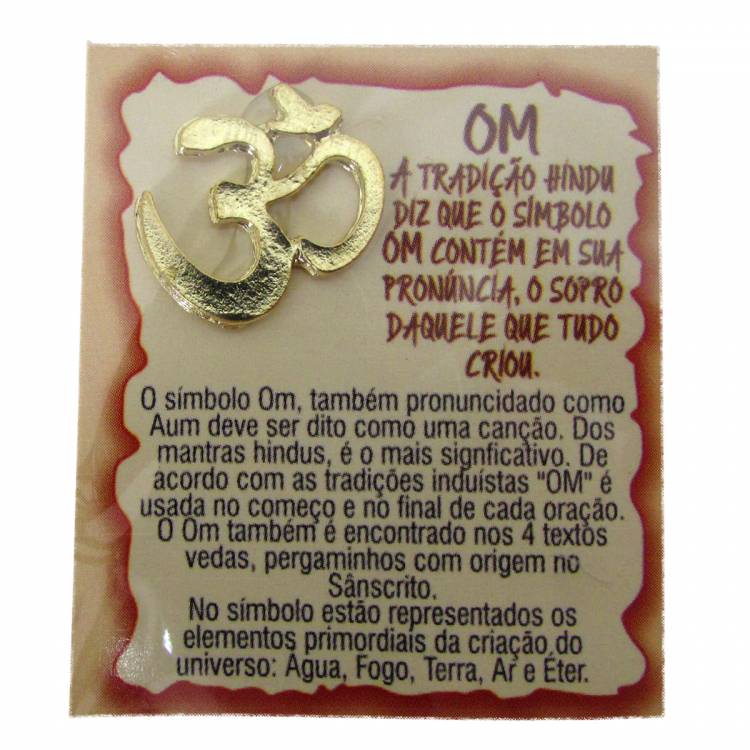 OM
A TRADIÇÃO HINDU
DIZ QUE O SÍMBOLO
OM CONTÉM EM SUA
PRONÚNCIA, O SOPRO
DAQUELE QUE TUDO
CRIOU.
O símbolo Om, também pronuncidado como
Aum deve ser dito como uma canção. Dos
mantras hindus, é o mais signficativo. De
acordo com as tradições induístas "OM" é
usada no começo e no final de cada oração.
O Om também é encontrado nos 4 textos
vedas, pergaminhos com origem no
Sânscrito.
No símbolo estão representados os
elementos primordiais da criação do
universo: Água, Fogo, Terra, Ar e Éter.